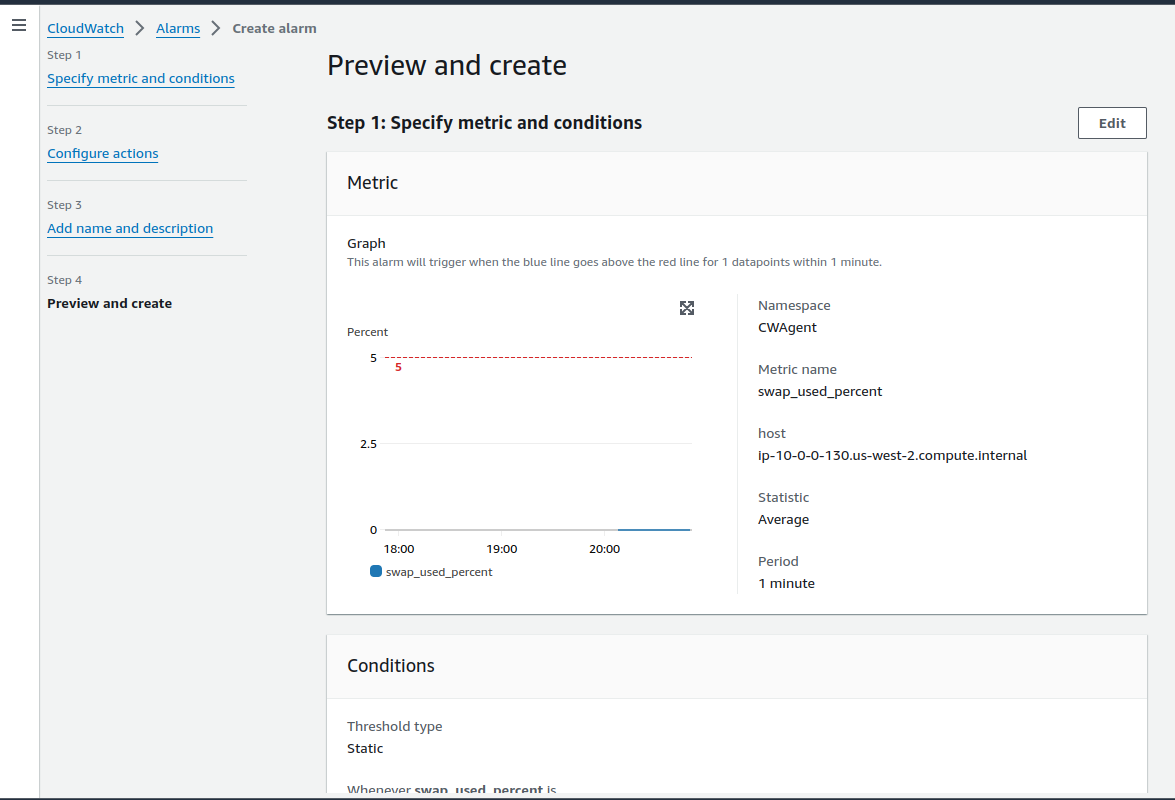 CloudWatch > Alarms > Create alarm
Step 1
Specify metric and conditions
Step 2
Configure actions
Step 3
Add name and description
Step 4
Preview and create
Preview and create
Step 1: Specify metric and conditions
Edit
Metric
Graph
This alarm will trigger when the blue line goes above the red line for 1 datapoints within 1 minute.
Percent
5
5
2.5
0
18:00 19:00 20:00
swap_used_percent
Namespace
CWAgent
Metric name
swap_used_percent
host
ip-10-0-0-130.us-west-2.compute.internal
Statistic
Average
Period
1 minute
Conditions
Threshold type
Static
Whenever swap_used_percent is